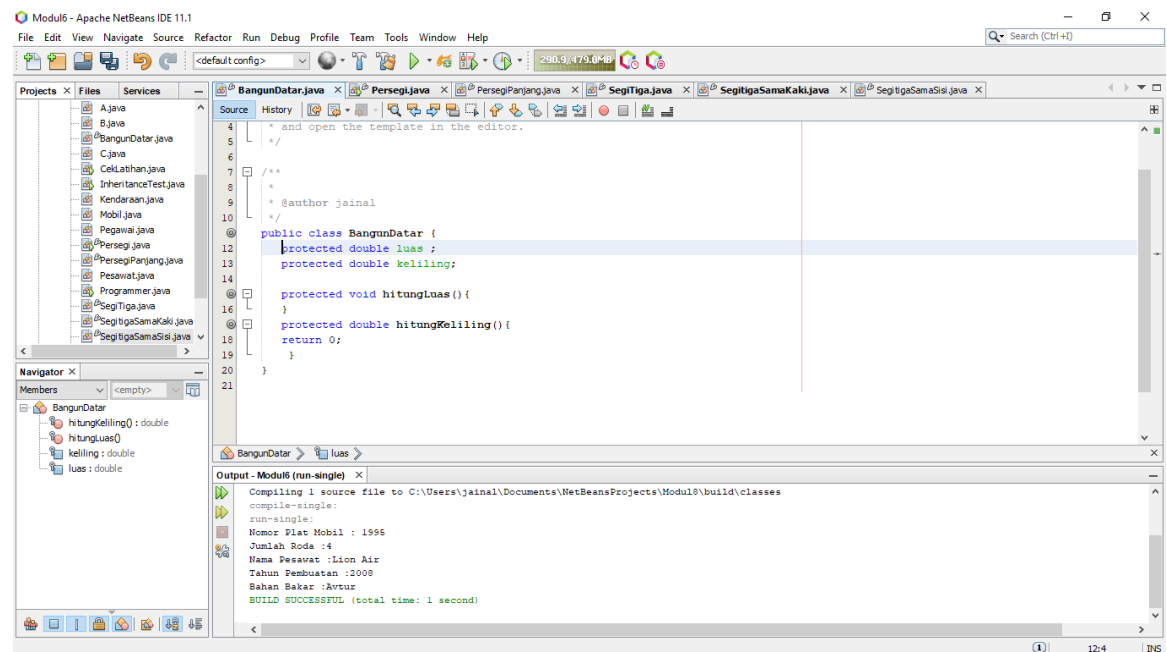 Modul6 - Apache NetBeans IDE 11.1
File Edit View Navigate Source Refactor Run Debug Profile Team Tools Window Help
Search (Ctrl+I)
<default config>
290.9/479.0MB
Projects Files Services
BangunDatar.java Persegi.java PersegiPanjang.java SegiTiga.java SegitigaSamaKaki.java SegitigaSamaSisi.java
Source History
A.java
B.java
BangunDatar.java
C.java
CekLatihan.java
InheritanceTest.java
Kendaraan.java
Mobil.java
Pegawai.java
Persegi.java
PersegiPanjang.java
Pesawat.java
Programmer.java
SegiTiga.java
SegitigaSamaKaki.java
SegitigaSamaSisi.java
4 * and open the template in the editor.
5 */
6
7 /**
8 *
9 * @author jainal
10 */
public class BangunDatar {
12 protected double luas ;
13 protected double keliling;
14
protected void hitungLuas(){
16 }
protected double hitungKeliling(){
18 return 0;
19 }
20 }
21
Navigator
Members <empty>
BangunDatar
hitungKeliling() : double
hitungLuas()
keliling : double
luas : double
BangunDatar luas
Output - Modul6 (run-single)
Compiling 1 source file to C:\Users\jainal\Documents\NetBeansProjects\Modul8\build\classes
compile-single:
run-single:
Nomor Plat Mobil : 1995
Jumlah Roda :4
Nama Pesawat :Lion Air
Tahun Pembuatan :2008
Bahan Bakar :Avtur
BUILD SUCCESSFUL (total time: 1 second)
1 12:4 INS